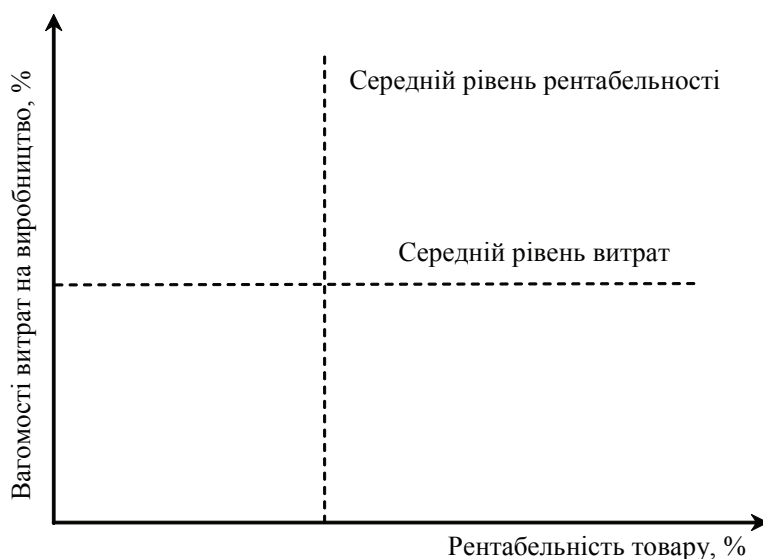 Середній рівень рентабельності
Вагомості витрат на виробництво, %
Середній рівень витрат
Рентабельність товару, %